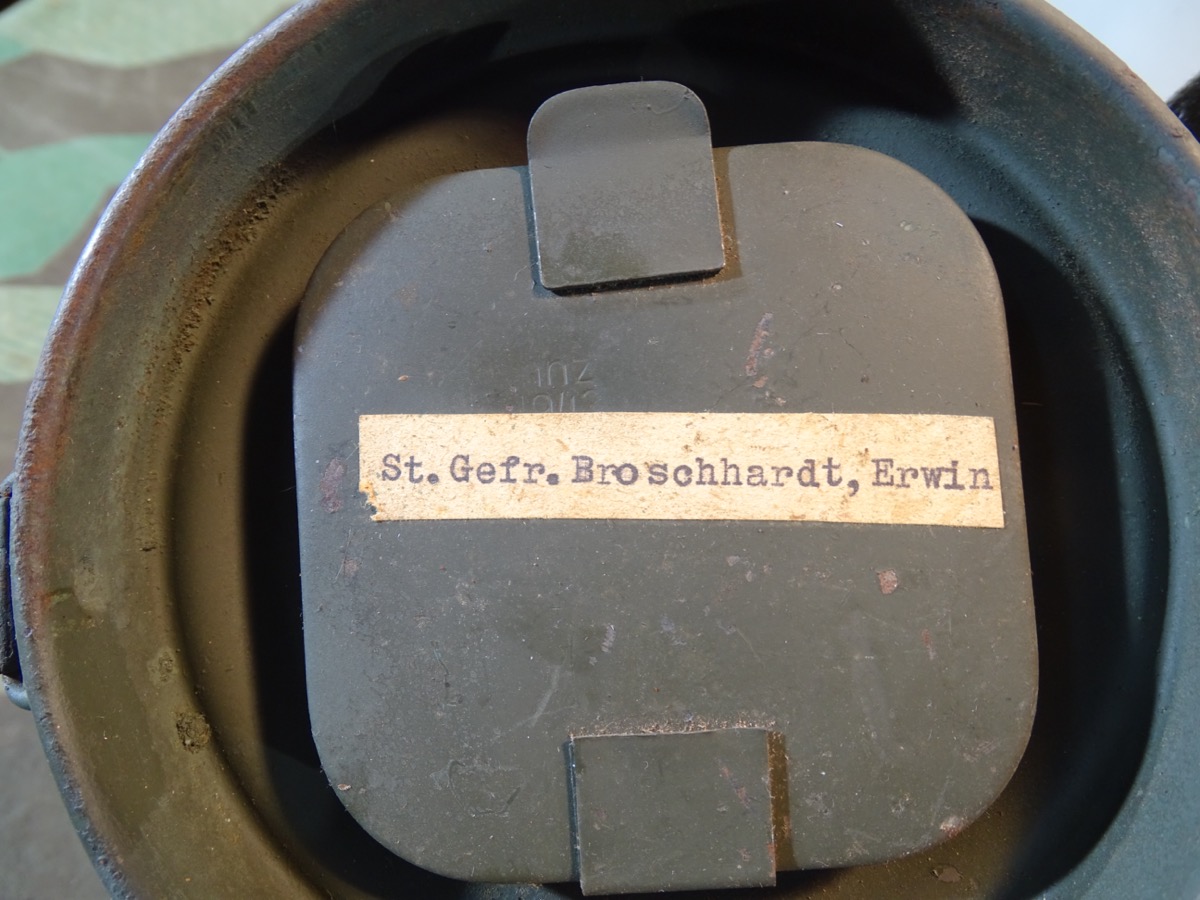 St. Gefr. Broschhardt, Erwin